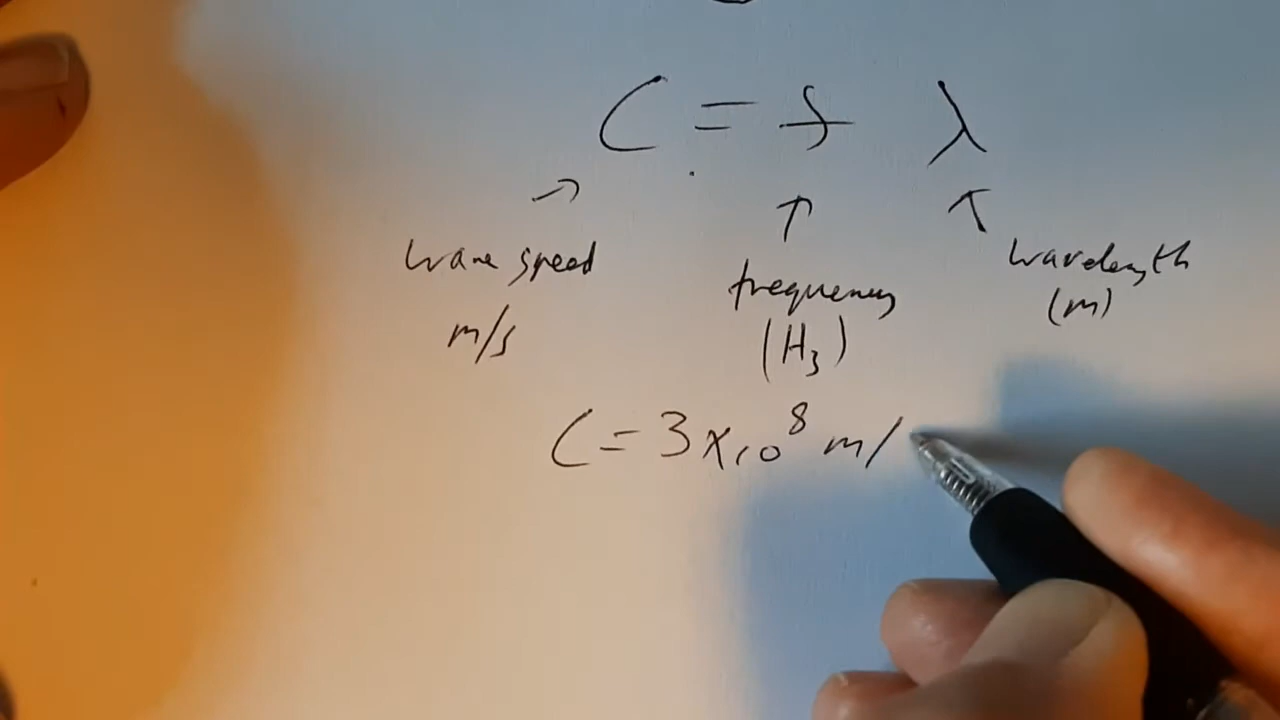 C = f λ
wave speed
m/s
frequency
(Hz)
wavelength
(m)
C = 3 x 10⁸ m/